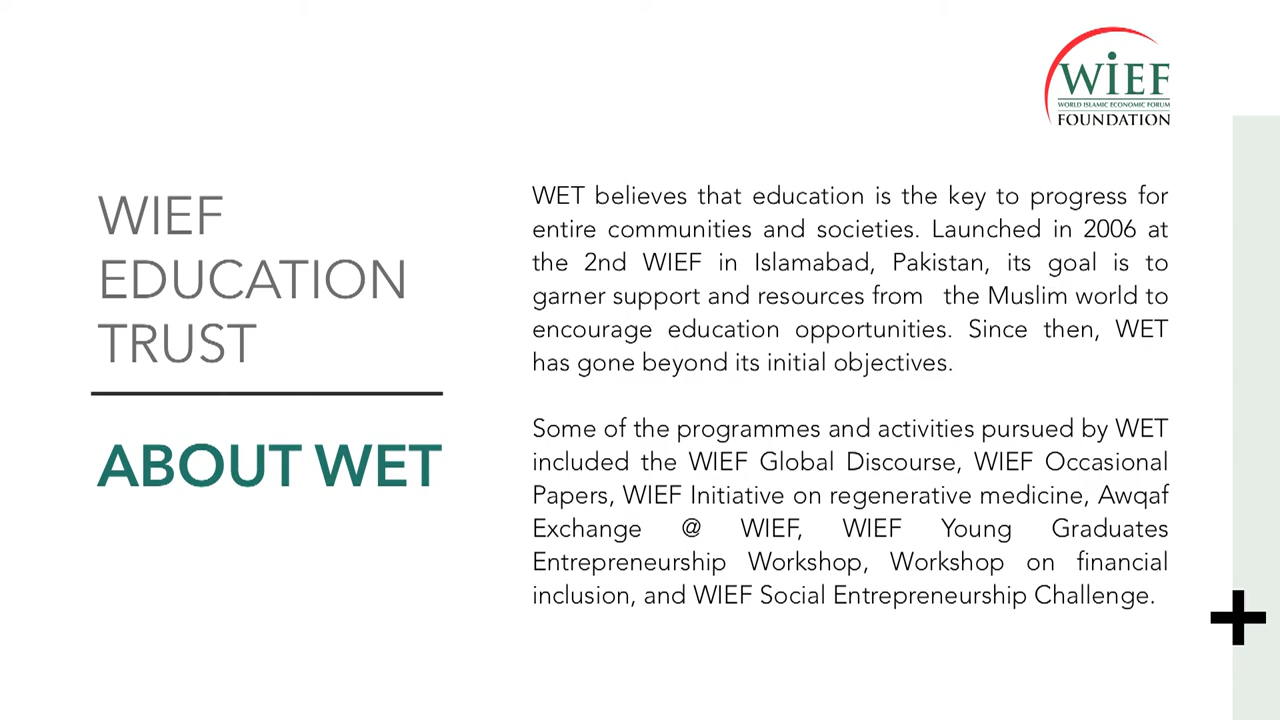 WiEF
WORLD ISLAMIC ECONOMIC FORUM
FOUNDATION
WIEF
EDUCATION
TRUST
ABOUT WET
WET believes that education is the key to progress for
entire communities and societies. Launched in 2006 at
the 2nd WIEF in Islamabad, Pakistan, its goal is to
garner support and resources from the Muslim world to
encourage education opportunities. Since then, WET
has gone beyond its initial objectives.
Some of the programmes and activities pursued by WET
included the WIEF Global Discourse, WIEF Occasional
Papers, WIEF Initiative on regenerative medicine, Awqaf
Exchange @ WIEF, WIEF Young Graduates
Entrepreneurship Workshop, Workshop on financial
inclusion, and WIEF Social Entrepreneurship Challenge.